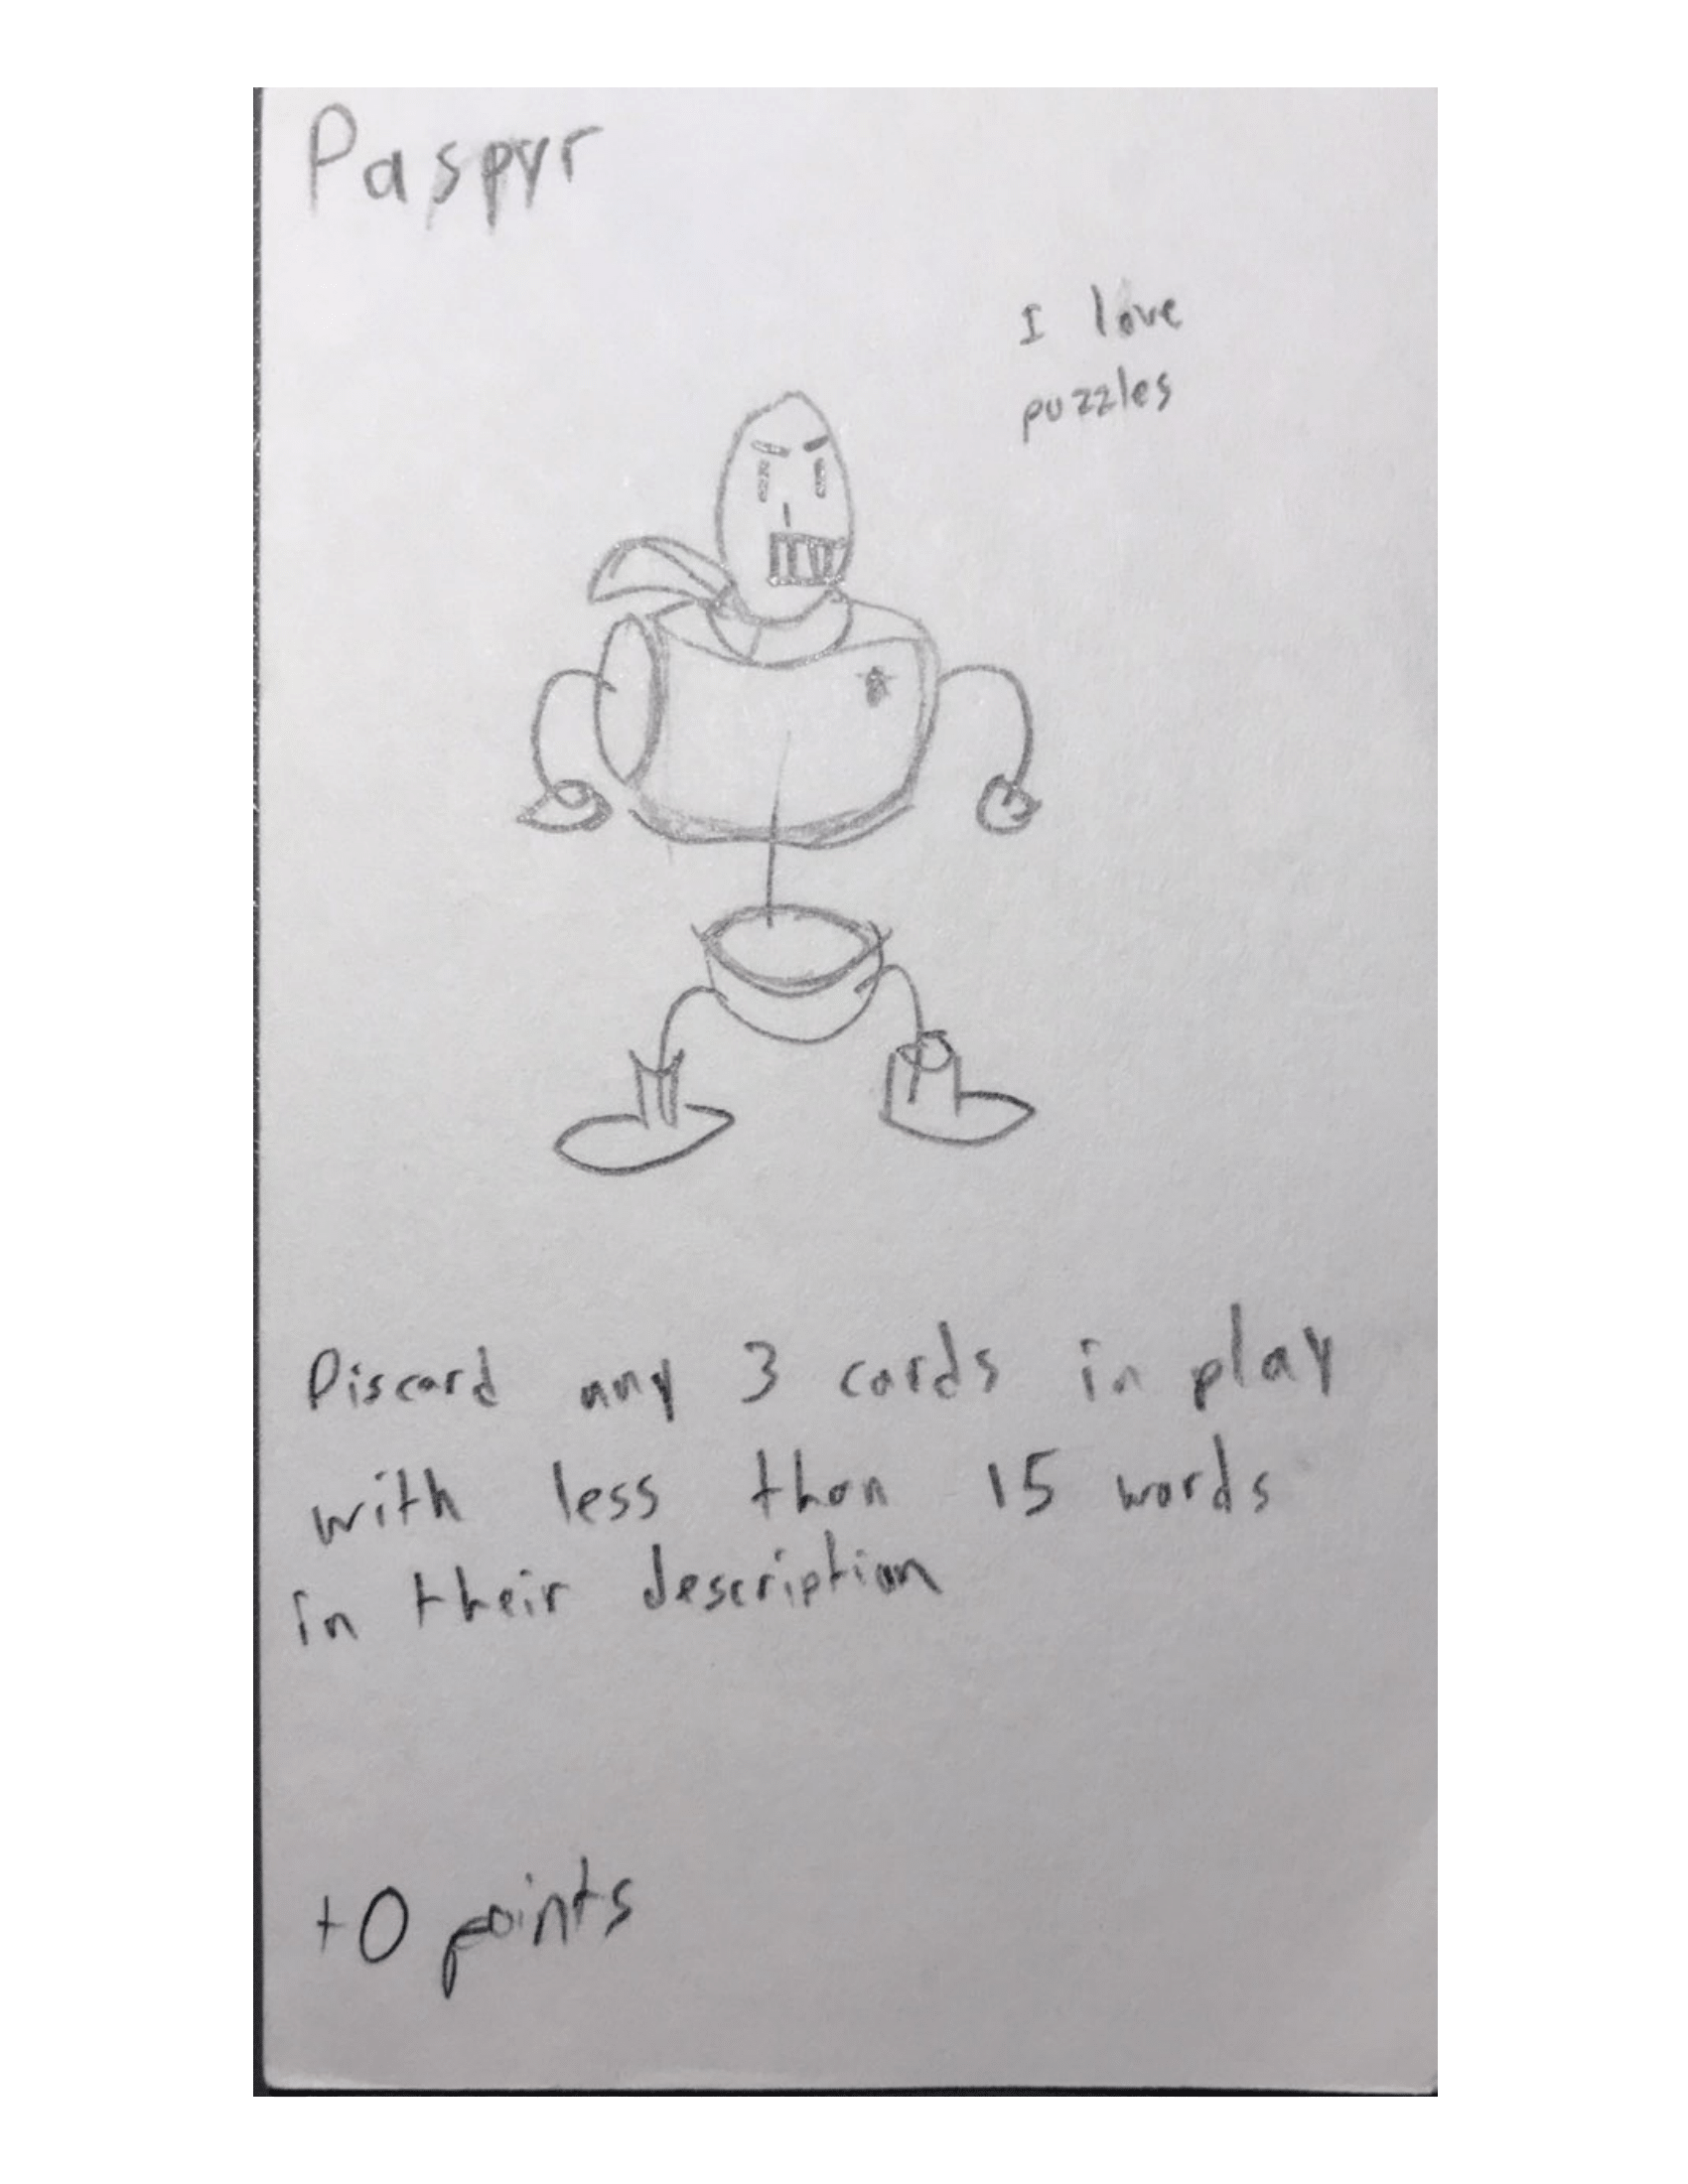 Paspyr
I love
puzzles
Discard any 3 cards in play
with less than 15 words
in their description
+0 points